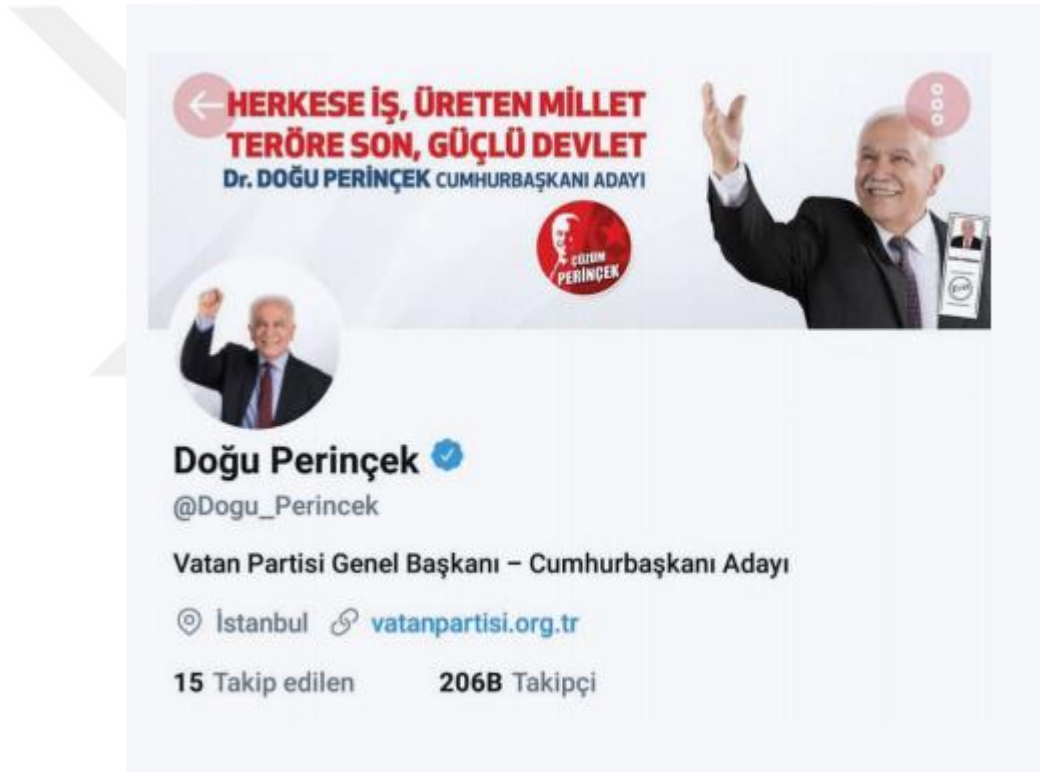 HERKESE İŞ, ÜRETEN MİLLET
TERÖRE SON, GÜÇLÜ DEVLET
Dr. DOĞU PERİNÇEK CUMHURBAŞKANI ADAYI
ÇÖZÜM
PERİNÇEK
Doğu Perinçek
@Dogu_Perincek
Vatan Partisi Genel Başkanı – Cumhurbaşkanı Adayı
İstanbul vatanpartisi.org.tr
15 Takip edilen 206B Takipçi